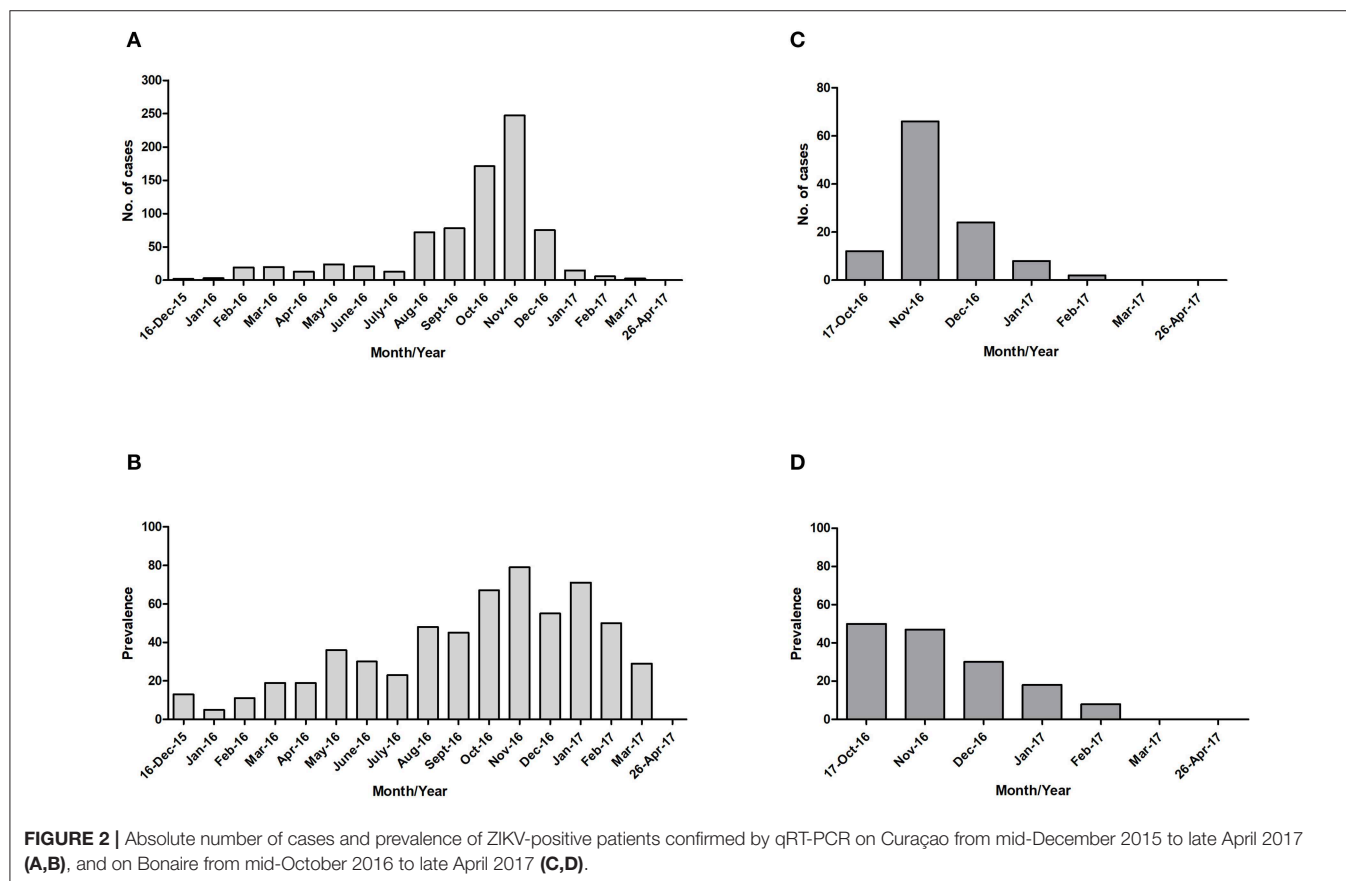 A
300
250
200
150
100
50
0
No. of cases
16-Dec-15
Jan-16
Feb-16
Mar-16
Apr-16
May-16
June-16
July-16
Aug-16
Sept-16
Oct-16
Nov-16
Dec-16
Jan-17
Feb-17
Mar-17
26-Apr-17
Month/Year
C
80
60
40
20
0
No. of cases
17-Oct-16
Nov-16
Dec-16
Jan-17
Feb-17
Mar-17
26-Apr-17
Month/Year
B
100
80
60
40
20
0
Prevalence
16-Dec-15
Jan-16
Feb-16
Mar-16
Apr-16
May-16
June-16
July-16
Aug-16
Sept-16
Oct-16
Nov-16
Dec-16
Jan-17
Feb-17
Mar-17
26-Apr-17
Month/Year
D
100
80
60
40
20
0
Prevalence
17-Oct-16
Nov-16
Dec-16
Jan-17
Feb-17
Mar-17
26-Apr-17
Month/Year
FIGURE 2 | Absolute number of cases and prevalence of ZIKV-positive patients confirmed by qRT-PCR on Curaçao from mid-December 2015 to late April 2017
(A,B), and on Bonaire from mid-October 2016 to late April 2017 (C,D).